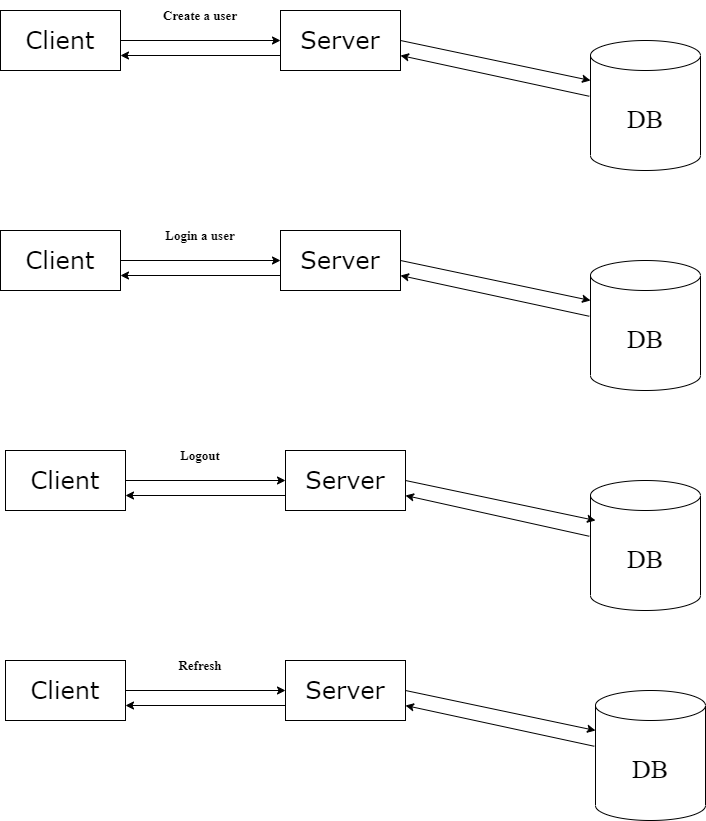 Create a user
Client
Server
DB
Login a user
Client
Server
DB
Logout
Client
Server
DB
Refresh
Client
Server
DB